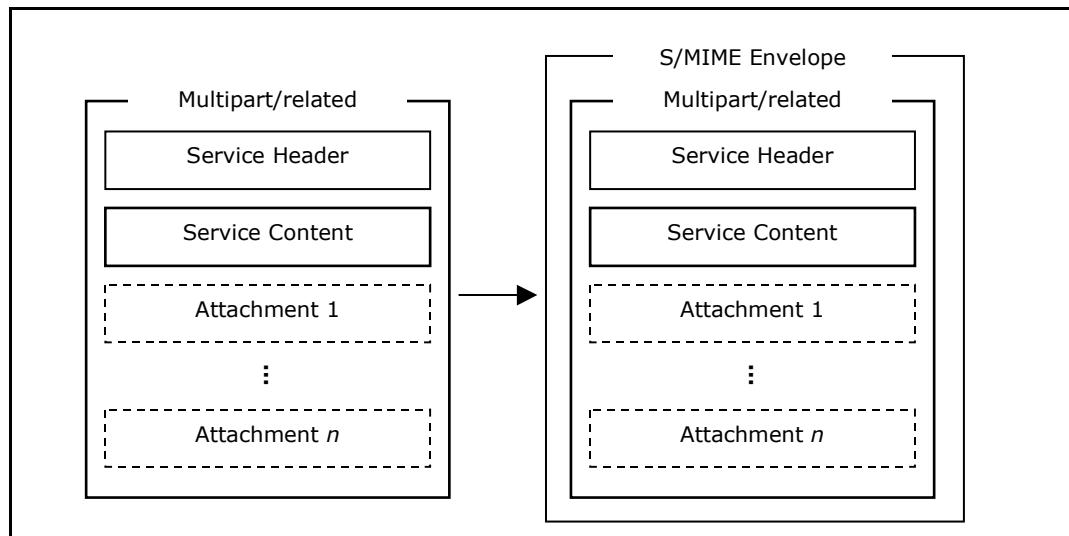 Multipart/related
Service Header
Service Content
Attachment 1
⋮
Attachment n
S/MIME Envelope
Multipart/related
Service Header
Service Content
Attachment 1
⋮
Attachment n